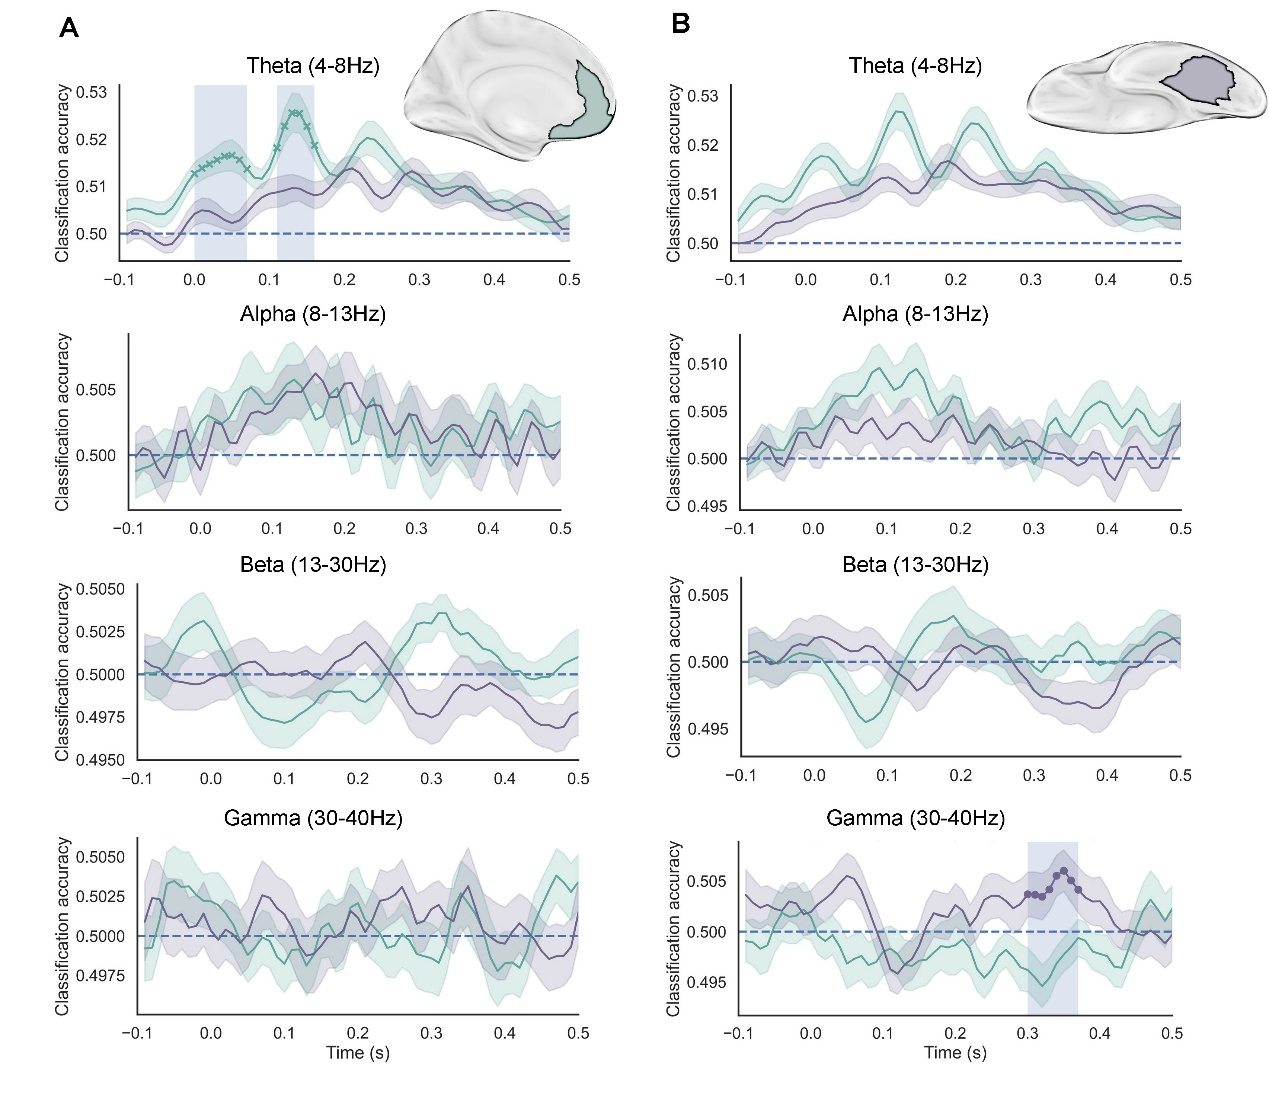 A
B
Theta (4-8Hz)
Theta (4-8Hz)
Classification accuracy
0.53
0.52
0.51
0.50
−0.1 0.0 0.1 0.2 0.3 0.4 0.5
Classification accuracy
0.53
0.52
0.51
0.50
−0.1 0.0 0.1 0.2 0.3 0.4 0.5
Alpha (8-13Hz)
Alpha (8-13Hz)
Classification accuracy
0.505
0.500
−0.1 0.0 0.1 0.2 0.3 0.4 0.5
Classification accuracy
0.510
0.505
0.500
0.495
−0.1 0.0 0.1 0.2 0.3 0.4 0.5
Beta (13-30Hz)
Beta (13-30Hz)
Classification accuracy
0.5050
0.5025
0.5000
0.4975
0.4950
−0.1 0.0 0.1 0.2 0.3 0.4 0.5
Classification accuracy
0.505
0.500
0.495
−0.1 0.0 0.1 0.2 0.3 0.4 0.5
Gamma (30-40Hz)
Gamma (30-40Hz)
Classification accuracy
0.5050
0.5025
0.5000
0.4975
−0.1 0.0 0.1 0.2 0.3 0.4 0.5
Time (s)
Classification accuracy
0.505
0.500
0.495
−0.1 0.0 0.1 0.2 0.3 0.4 0.5
Time (s)